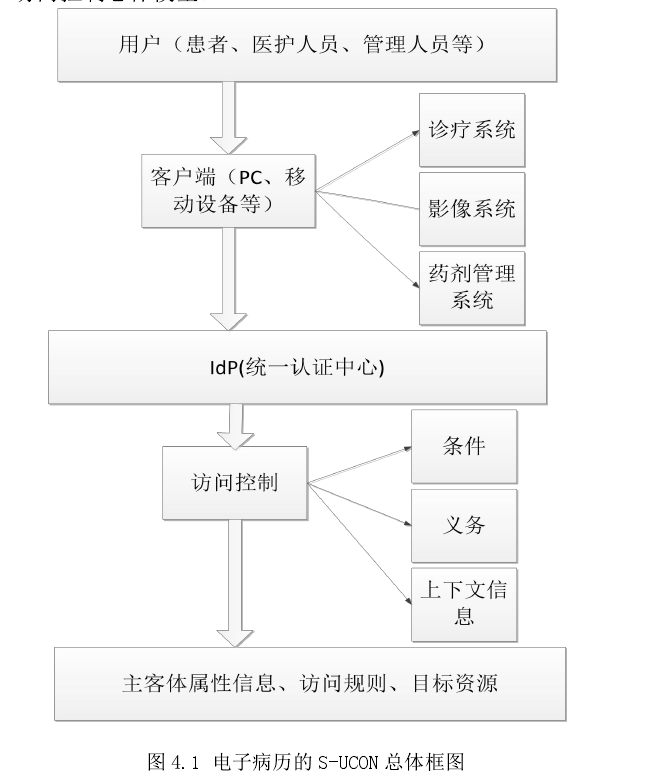 用户（患者、医护人员、管理人员等）
诊疗系统
客户端（PC、移
动设备等）
影像系统
药剂管理
系统
IdP(统一认证中心)
条件
访问控制
义务
上下文信
息
主客体属性信息、访问规则、目标资源
图 4.1 电子病历的 S-UCON 总体框图